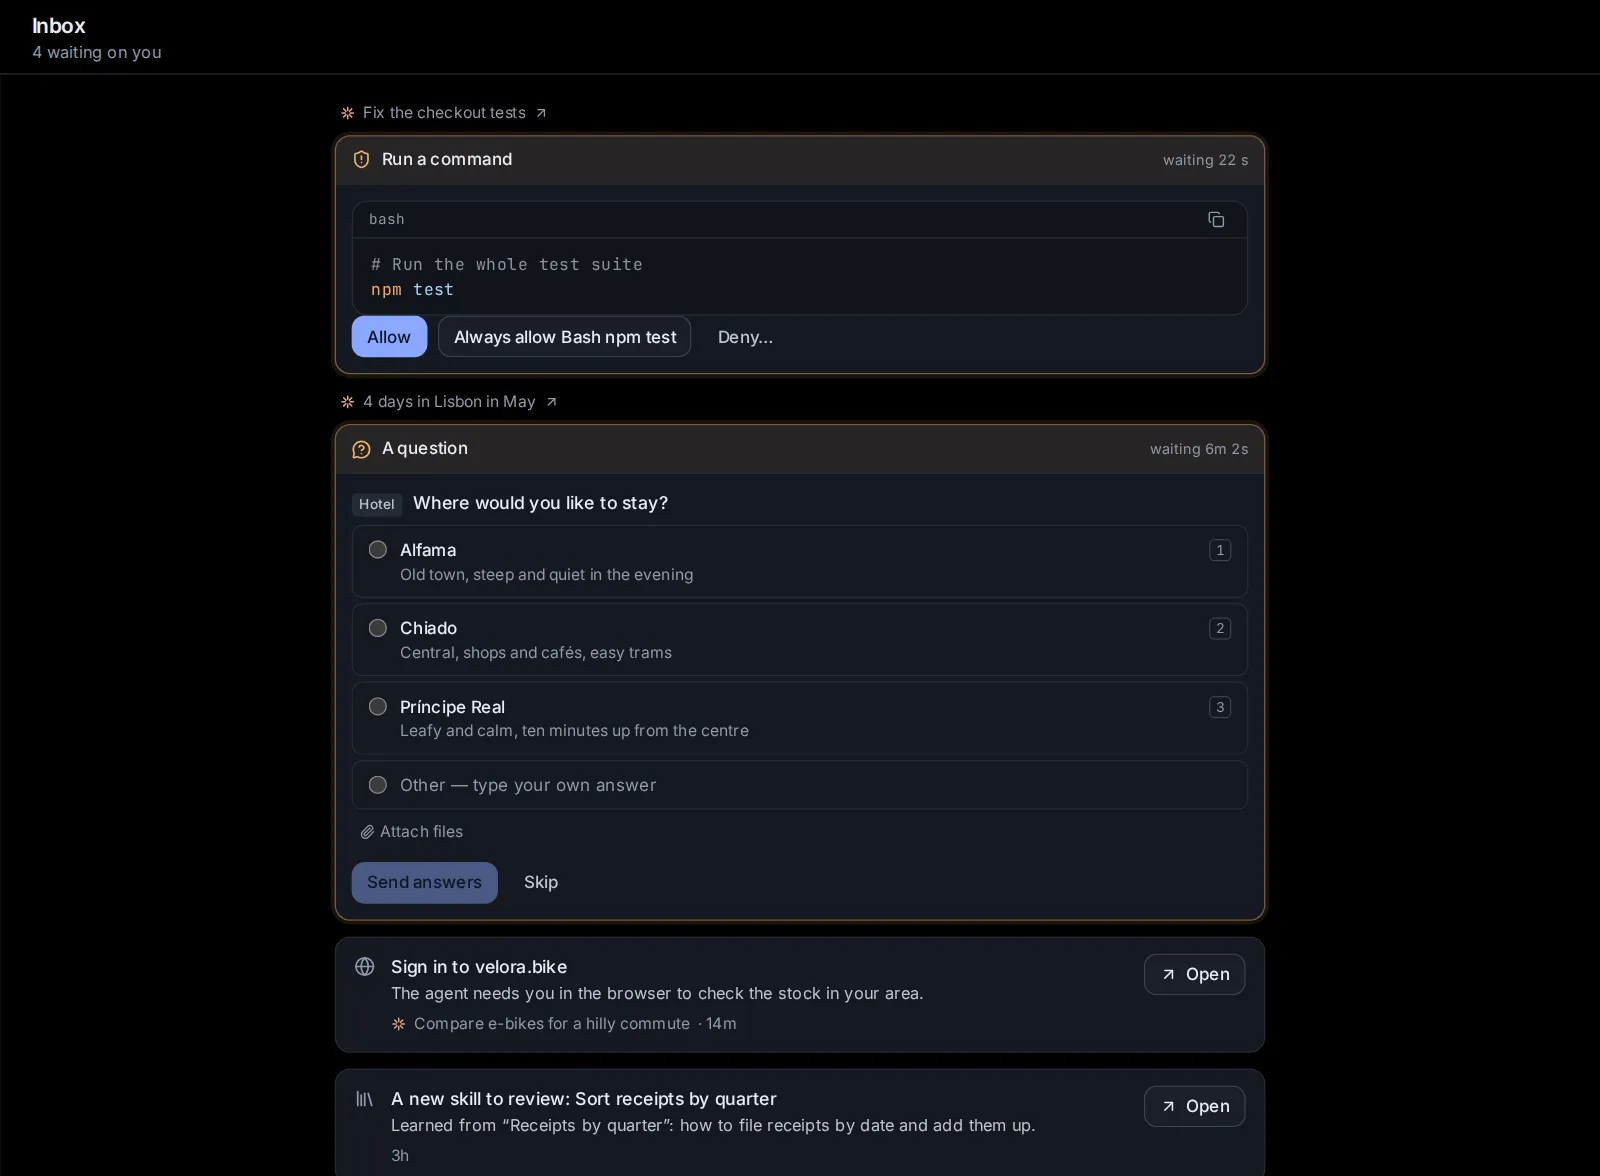 Inbox
4 waiting on you
Fix the checkout tests
Run a command
waiting 22 s
bash
# Run the whole test suite
npm test
Allow
Always allow Bash npm test
Deny…
4 days in Lisbon in May
A question
waiting 6m 2s
Hotel
Where would you like to stay?
Alfama
1
Old town, steep and quiet in the evening
Chiado
2
Central, shops and cafés, easy trams
Príncipe Real
3
Leafy and calm, ten minutes up from the centre
Other — type your own answer
Attach files
Send answers
Skip
Sign in to velora.bike
Open
The agent needs you in the browser to check the stock in your area.
Compare e-bikes for a hilly commute · 14m
A new skill to review: Sort receipts by quarter
Open
Learned from “Receipts by quarter”: how to file receipts by date and add them up.
3h